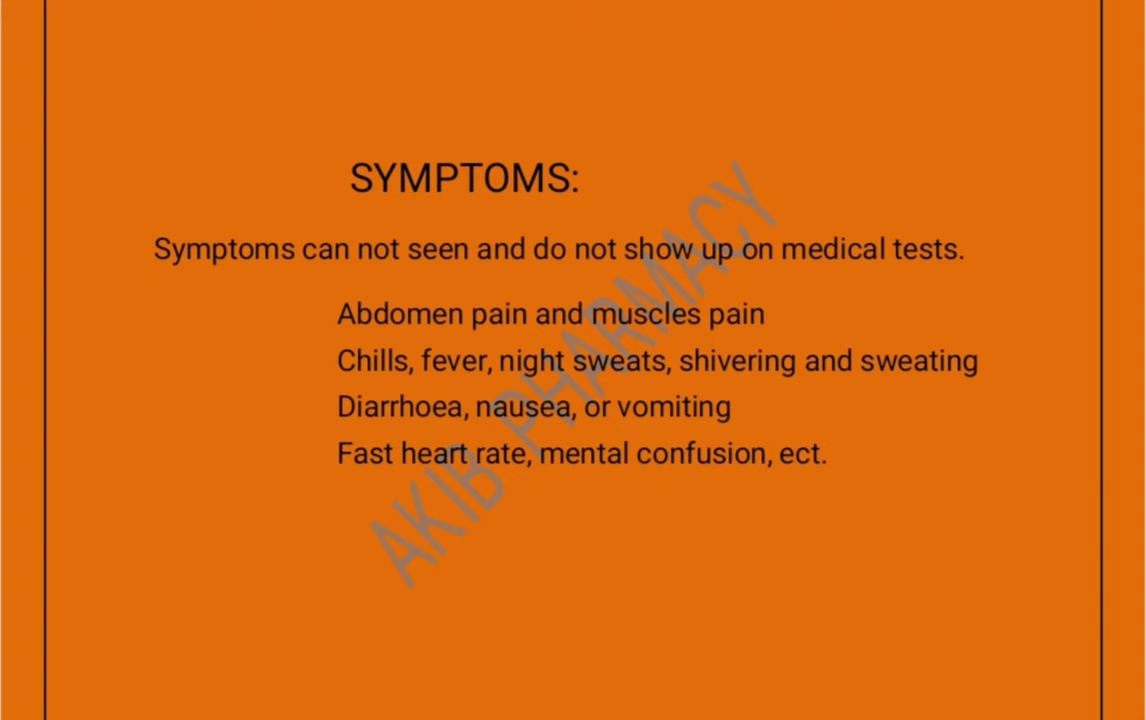 SYMPTOMS:
Symptoms can not seen and do not show up on medical tests.
Abdomen pain and muscles pain
Chills, fever, night sweats, shivering and sweating
Diarrhoea, nausea, or vomiting
Fast heart rate, mental confusion, ect.
AKIB PHARMACY